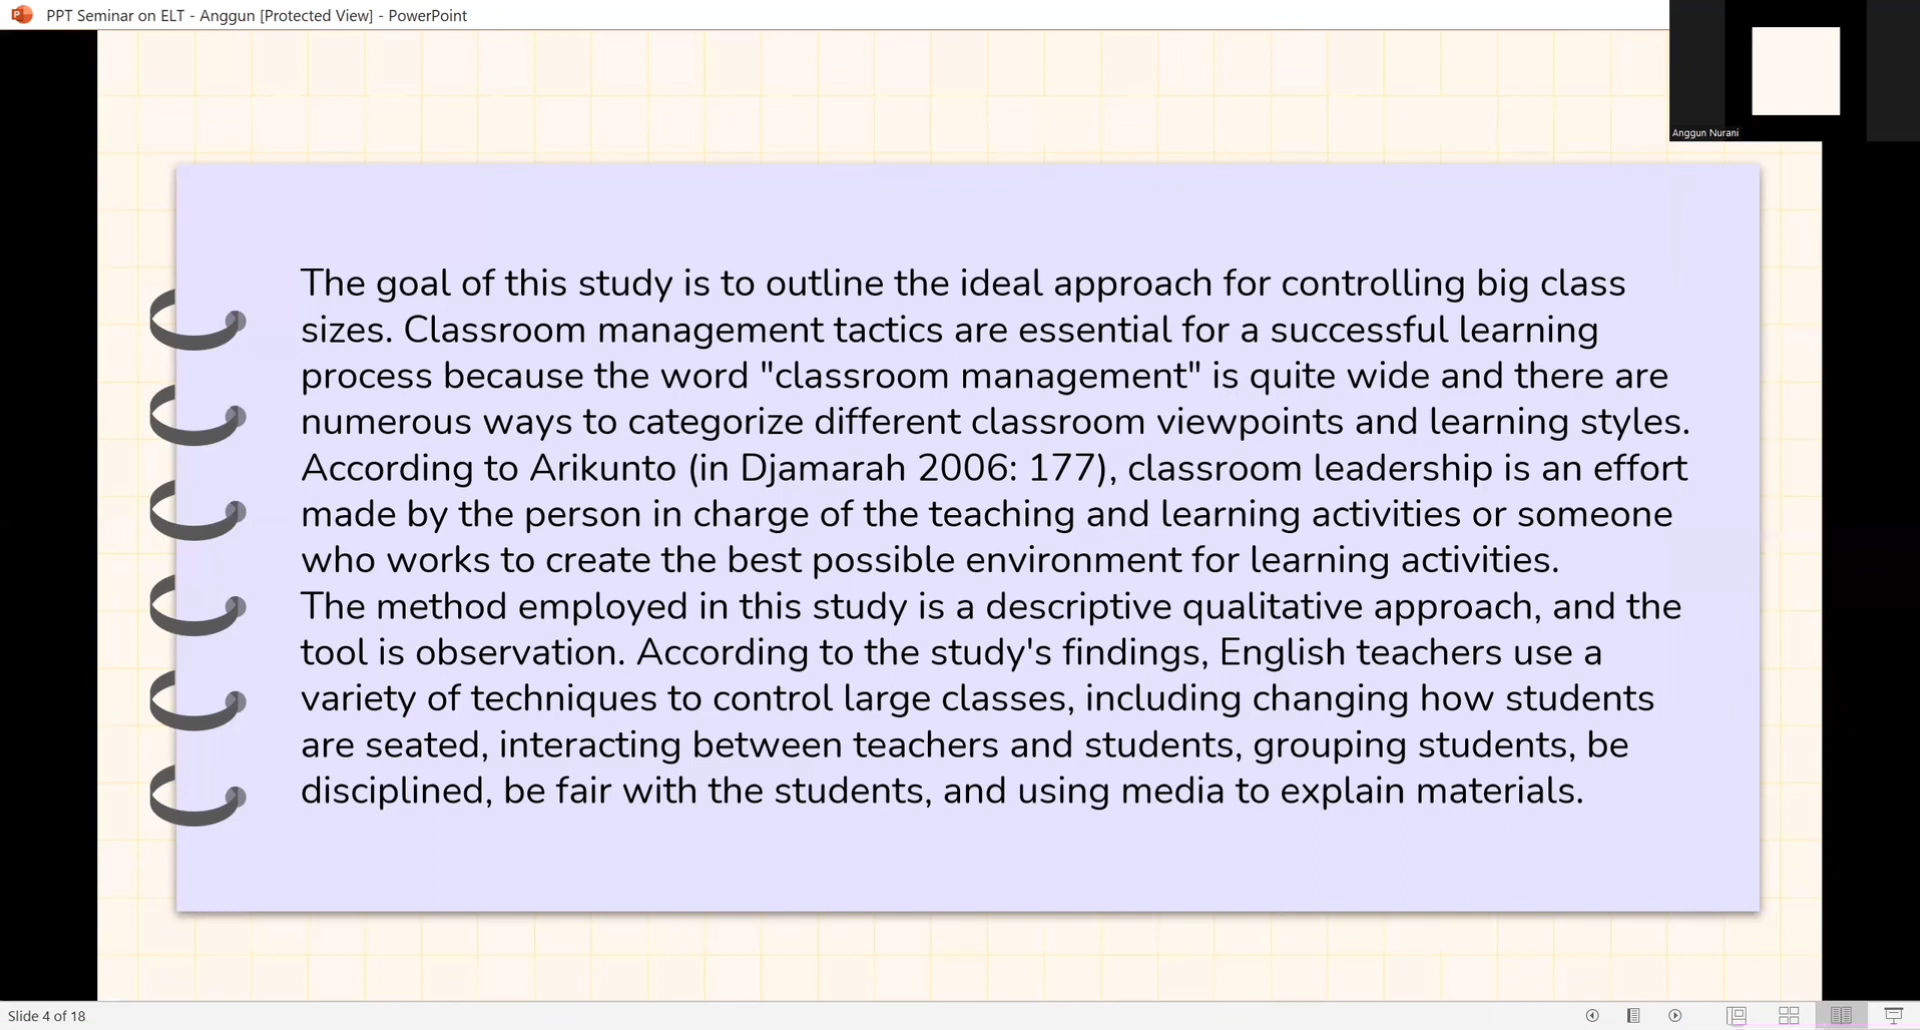 PPT Seminar on ELT - Anggun [Protected View] - PowerPoint
Anggun Nurani
The goal of this study is to outline the ideal approach for controlling big class
sizes. Classroom management tactics are essential for a successful learning
process because the word "classroom management" is quite wide and there are
numerous ways to categorize different classroom viewpoints and learning styles.
According to Arikunto (in Djamarah 2006: 177), classroom leadership is an effort
made by the person in charge of the teaching and learning activities or someone
who works to create the best possible environment for learning activities.
The method employed in this study is a descriptive qualitative approach, and the
tool is observation. According to the study's findings, English teachers use a
variety of techniques to control large classes, including changing how students
are seated, interacting between teachers and students, grouping students, be
disciplined, be fair with the students, and using media to explain materials.
Slide 4 of 18